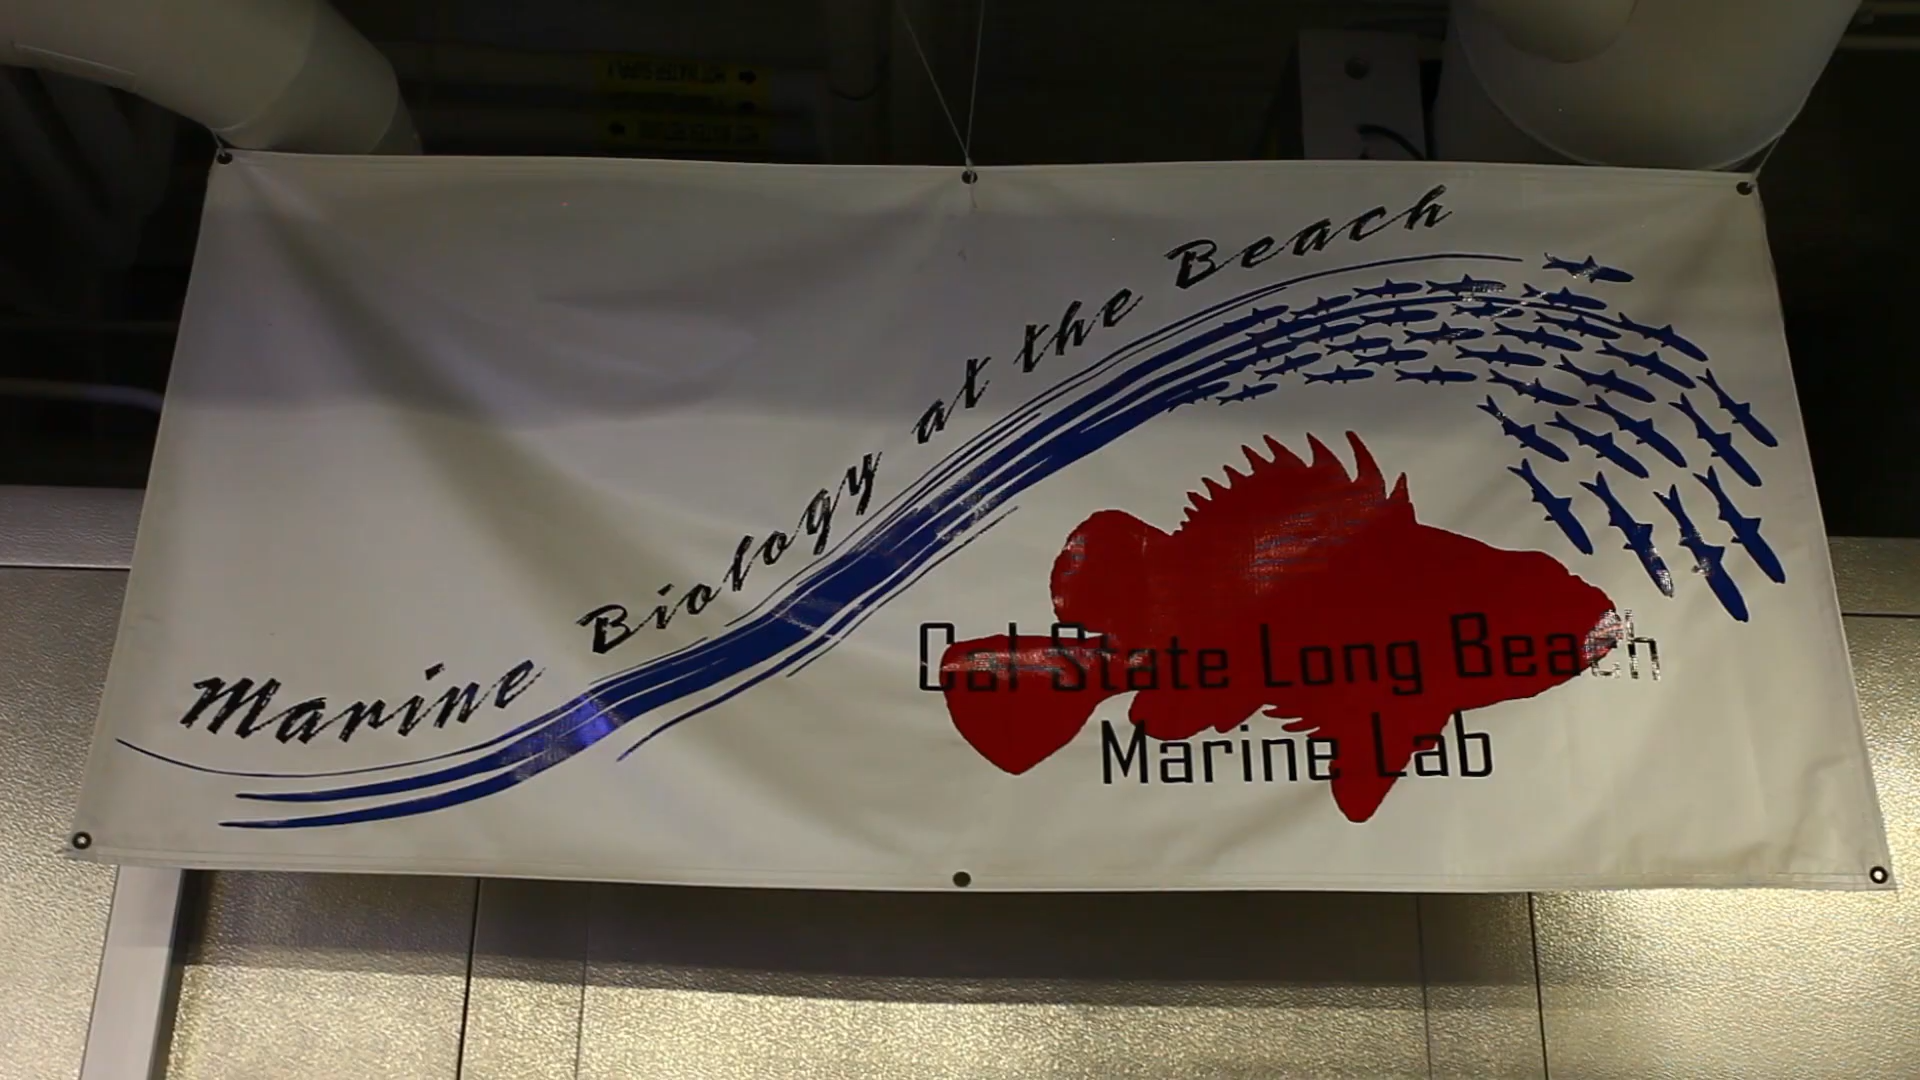 Marine Biology at the Beach
Cal State Long Beach
Marine Lab